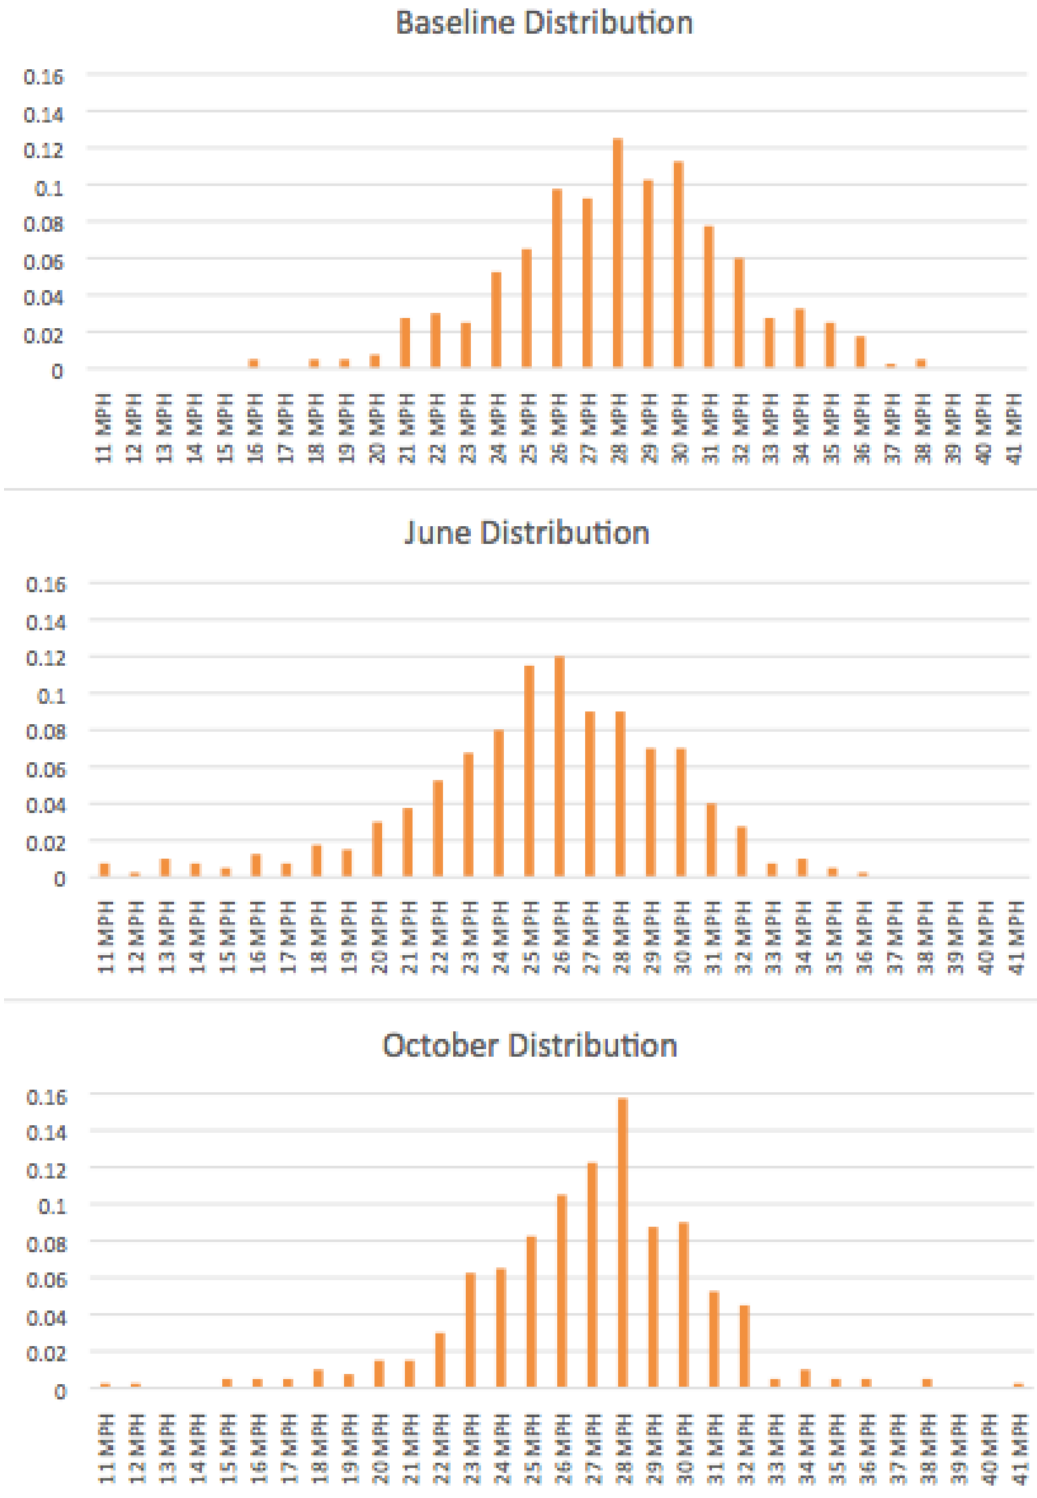 Baseline Distribution
0.16
0.14
0.12
0.1
0.08
0.06
0.04
0.02
0
11 MPH
12 MPH
13 MPH
14 MPH
15 MPH
16 MPH
17 MPH
18 MPH
19 MPH
20 MPH
21 MPH
22 MPH
23 MPH
24 MPH
25 MPH
26 MPH
27 MPH
28 MPH
29 MPH
30 MPH
31 MPH
32 MPH
33 MPH
34 MPH
35 MPH
36 MPH
37 MPH
38 MPH
39 MPH
40 MPH
41 MPH
June Distribution
0.16
0.14
0.12
0.1
0.08
0.06
0.04
0.02
0
11 MPH
12 MPH
13 MPH
14 MPH
15 MPH
16 MPH
17 MPH
18 MPH
19 MPH
20 MPH
21 MPH
22 MPH
23 MPH
24 MPH
25 MPH
26 MPH
27 MPH
28 MPH
29 MPH
30 MPH
31 MPH
32 MPH
33 MPH
34 MPH
35 MPH
36 MPH
37 MPH
38 MPH
39 MPH
40 MPH
41 MPH
October Distribution
0.16
0.14
0.12
0.1
0.08
0.06
0.04
0.02
0
11 MPH
12 MPH
13 MPH
14 MPH
15 MPH
16 MPH
17 MPH
18 MPH
19 MPH
20 MPH
21 MPH
22 MPH
23 MPH
24 MPH
25 MPH
26 MPH
27 MPH
28 MPH
29 MPH
30 MPH
31 MPH
32 MPH
33 MPH
34 MPH
35 MPH
36 MPH
37 MPH
38 MPH
39 MPH
40 MPH
41 MPH